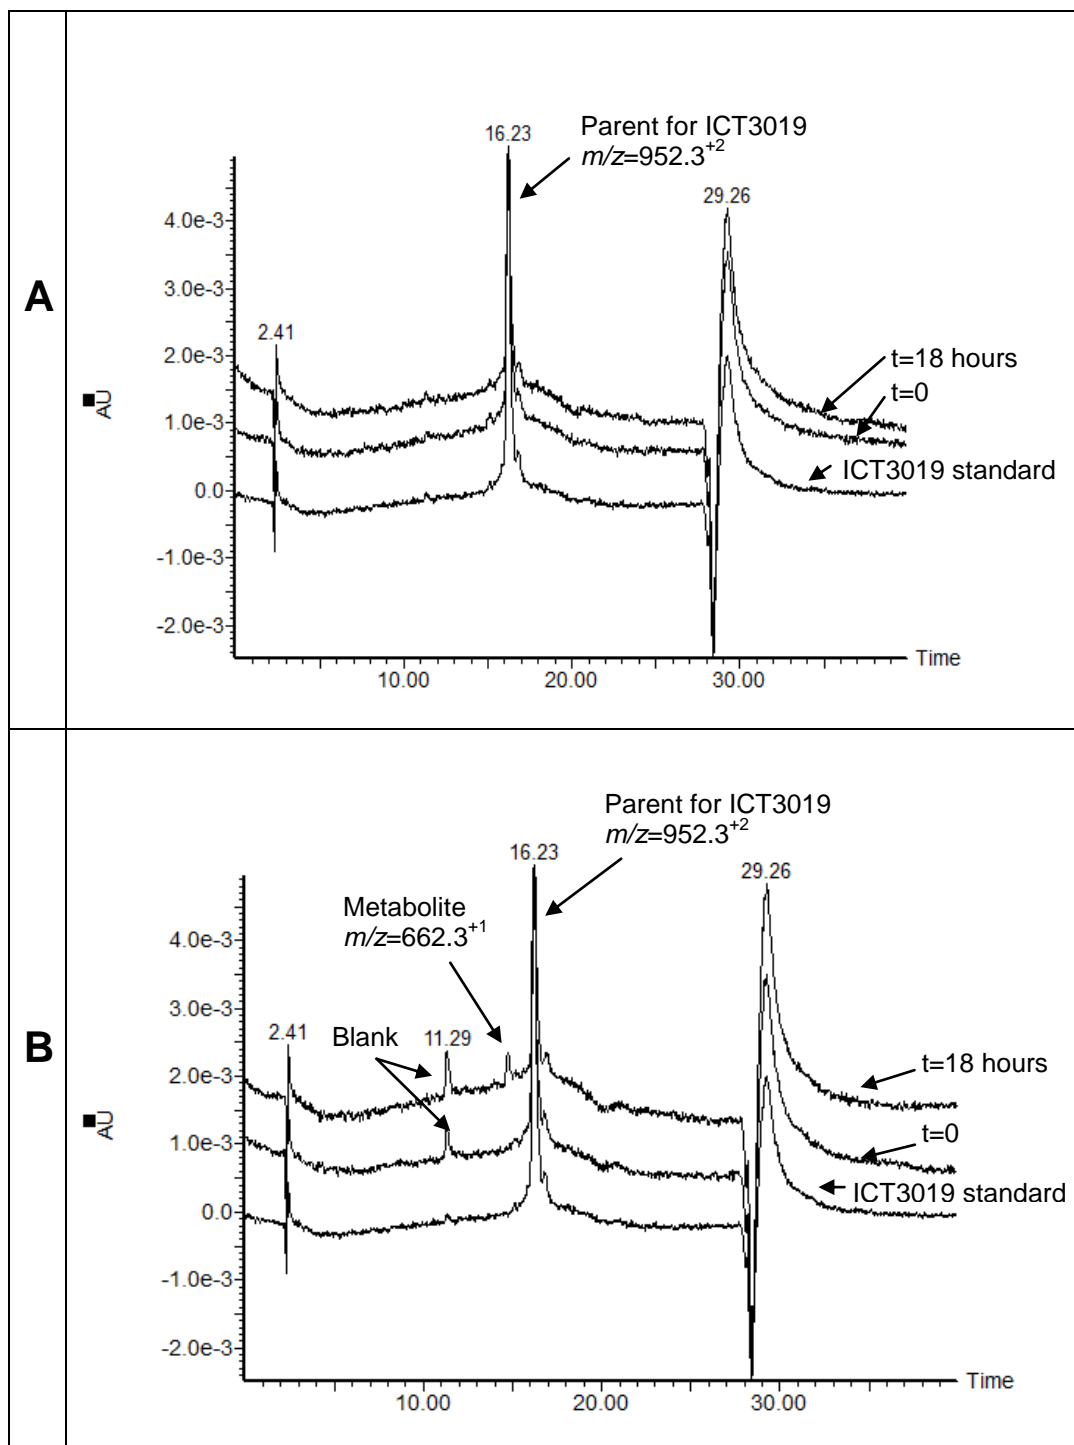 A
Parent for ICT3019
m/z=952.3+2
16.23
29.26
4.0e-3
3.0e-3
2.41
2.0e-3
t=18 hours
t=0
AU
1.0e-3
ICT3019 standard
0.0
-1.0e-3
-2.0e-3
Time
10.00 20.00 30.00
B
Parent for ICT3019
m/z=952.3+2
16.23
29.26
Metabolite
m/z=662.3+1
4.0e-3
3.0e-3
2.41
Blank
11.29
t=18 hours
2.0e-3
AU
1.0e-3
t=0
ICT3019 standard
0.0
-1.0e-3
-2.0e-3
Time
10.00 20.00 30.00